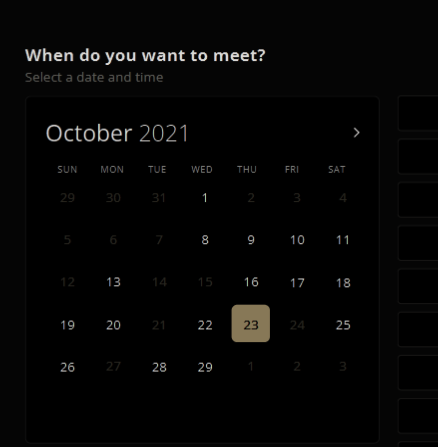 When do you want to meet?
Select a date and time
October 2021 >
SUN MON TUE WED THU FRI SAT
29 30 31 1 2 3 4
5 6 7 8 9 10 11
12 13 14 15 16 17 18
19 20 21 22 23 24 25
26 27 28 29 1 2 3